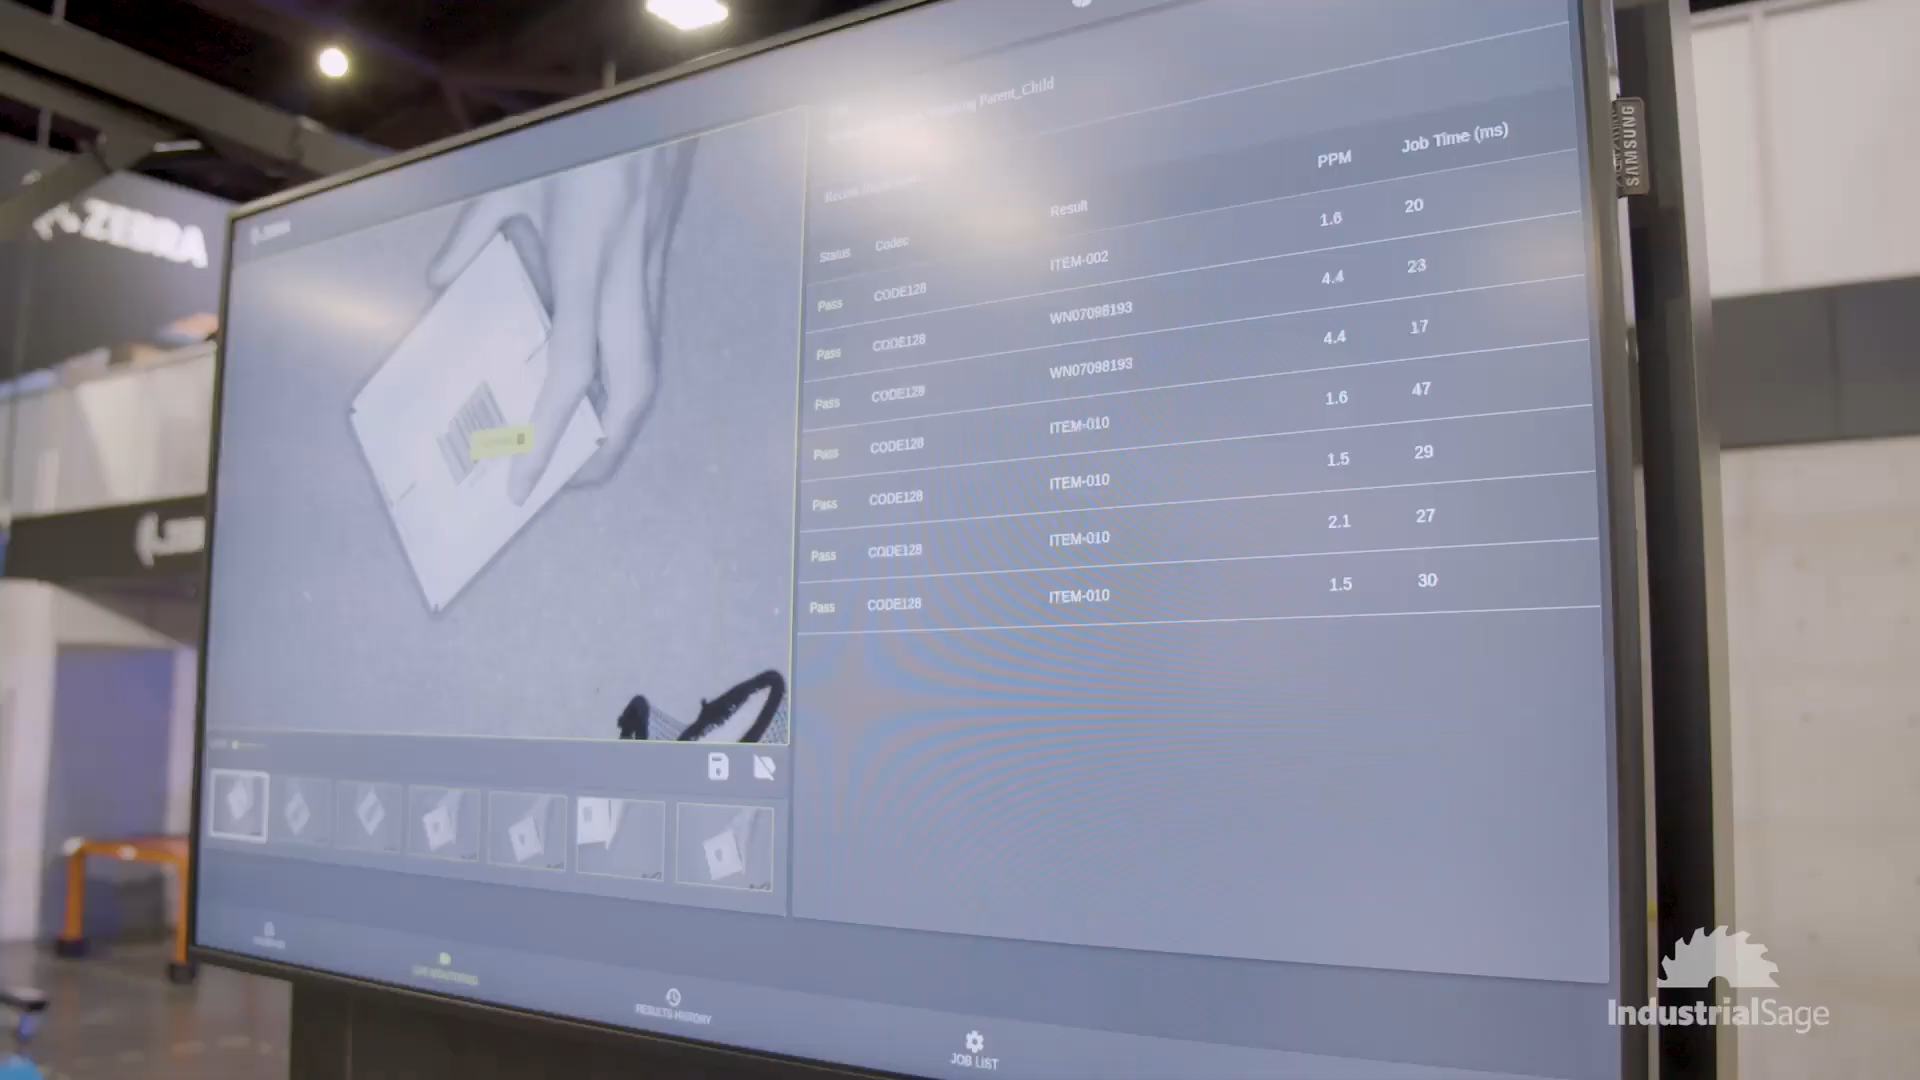 ZEBRA
SAMSUNG
Parent_Child
Status Codec Result PPM Job Time (ms)
Pass CODE128 ITEM-002 1.6 20
Pass CODE128 WN07098193 4.4 23
Pass CODE128 WN07098193 4.4 17
Pass CODE128 ITEM-010 1.6 47
Pass CODE128 ITEM-010 1.5 29
Pass CODE128 ITEM-010 2.1 27
Pass CODE128 ITEM-010 1.5 30
LIVE MONITORING
RESULTS HISTORY
JOB LIST
IndustrialSage